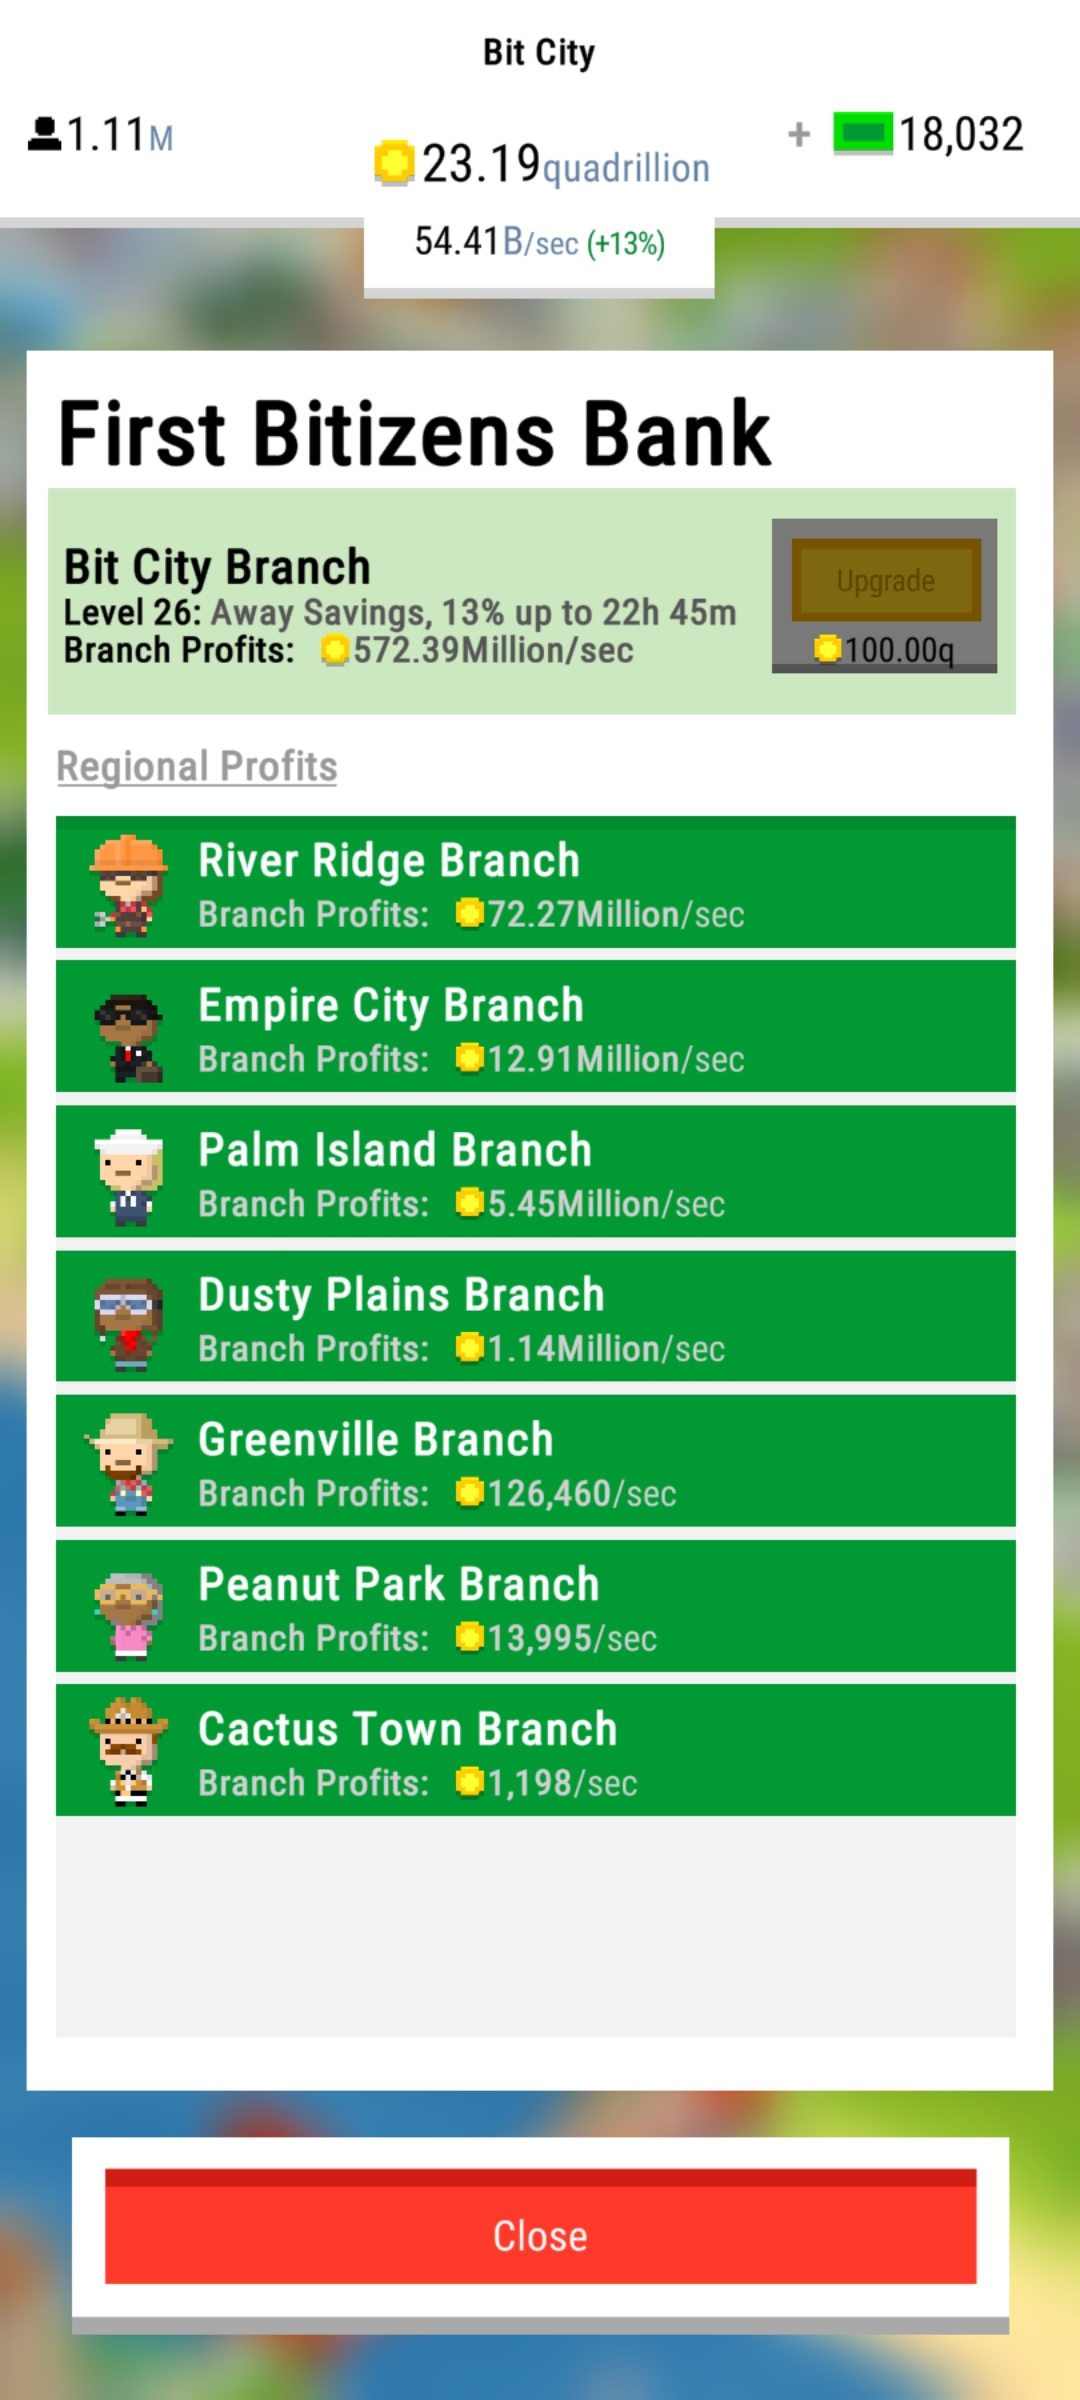 Bit City
1.11M
+ 18,032
23.19quadrillion
54.41B/sec (+13%)
First Bitizens Bank
Bit City Branch
Level 26: Away Savings, 13% up to 22h 45m
Branch Profits: 572.39Million/sec
Upgrade
100.00q
Regional Profits
River Ridge Branch
Branch Profits: 72.27Million/sec
Empire City Branch
Branch Profits: 12.91Million/sec
Palm Island Branch
Branch Profits: 5.45Million/sec
Dusty Plains Branch
Branch Profits: 1.14Million/sec
Greenville Branch
Branch Profits: 126,460/sec
Peanut Park Branch
Branch Profits: 13,995/sec
Cactus Town Branch
Branch Profits: 1,198/sec
Close